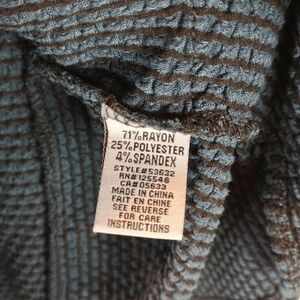 71% RAYON
25% POLYESTER
4% SPANDEX
STYLE#53632
RN#125546
CA#05633
MADE IN CHINA
FAIT EN CHINE
SEE REVERSE
FOR CARE
INSTRUCTIONS